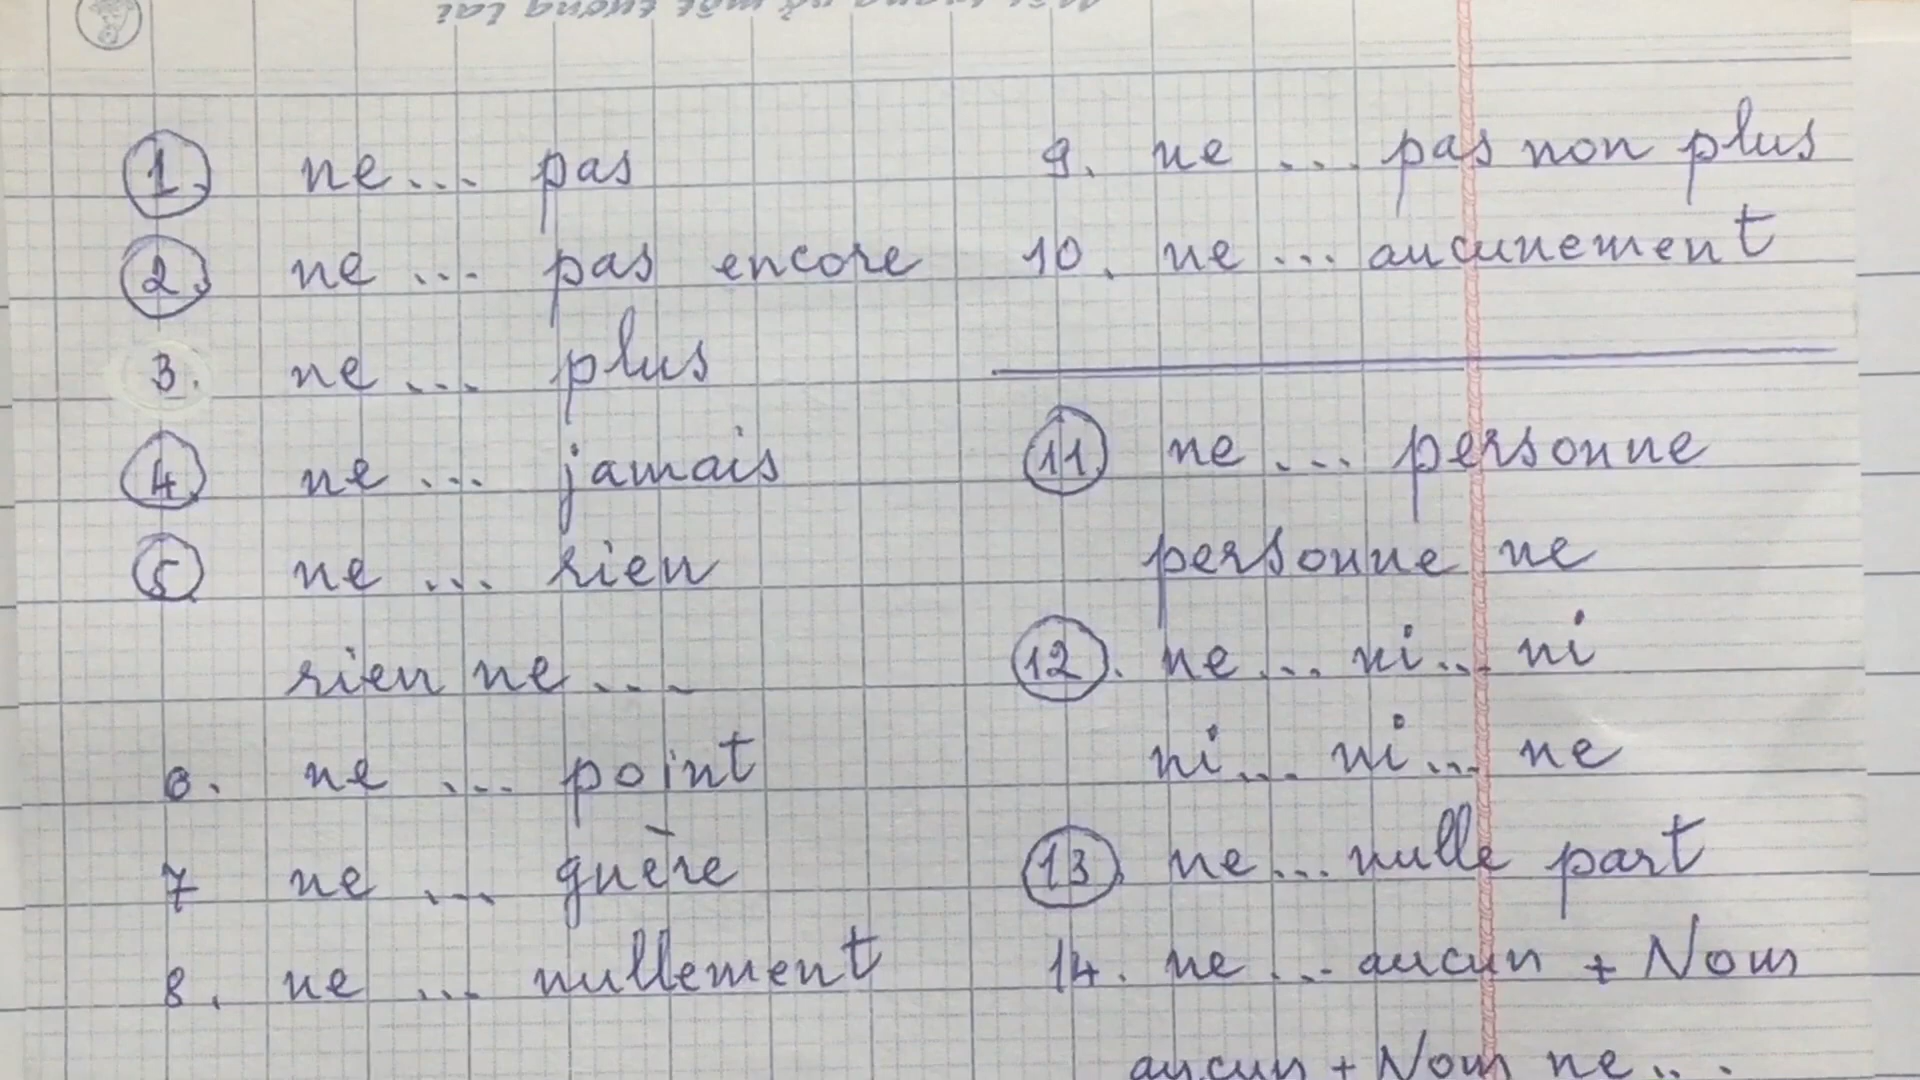 1. ne... pas
2. ne ... pas encore
3. ne ... plus
4. ne ... jamais
5 ne ... rien
rien ne ...
6. ne ... point
7 ne ... guère
8. ne ... nullement
9. ne ... pas non plus
10. ne ... aucunement
11 ne ... personne
personne ne
12. ne ... ni ... ni
ni ... ni ... ne
13. ne ... nulle part
14. ne ... aucun + Nom
aucun + Nom ne ...